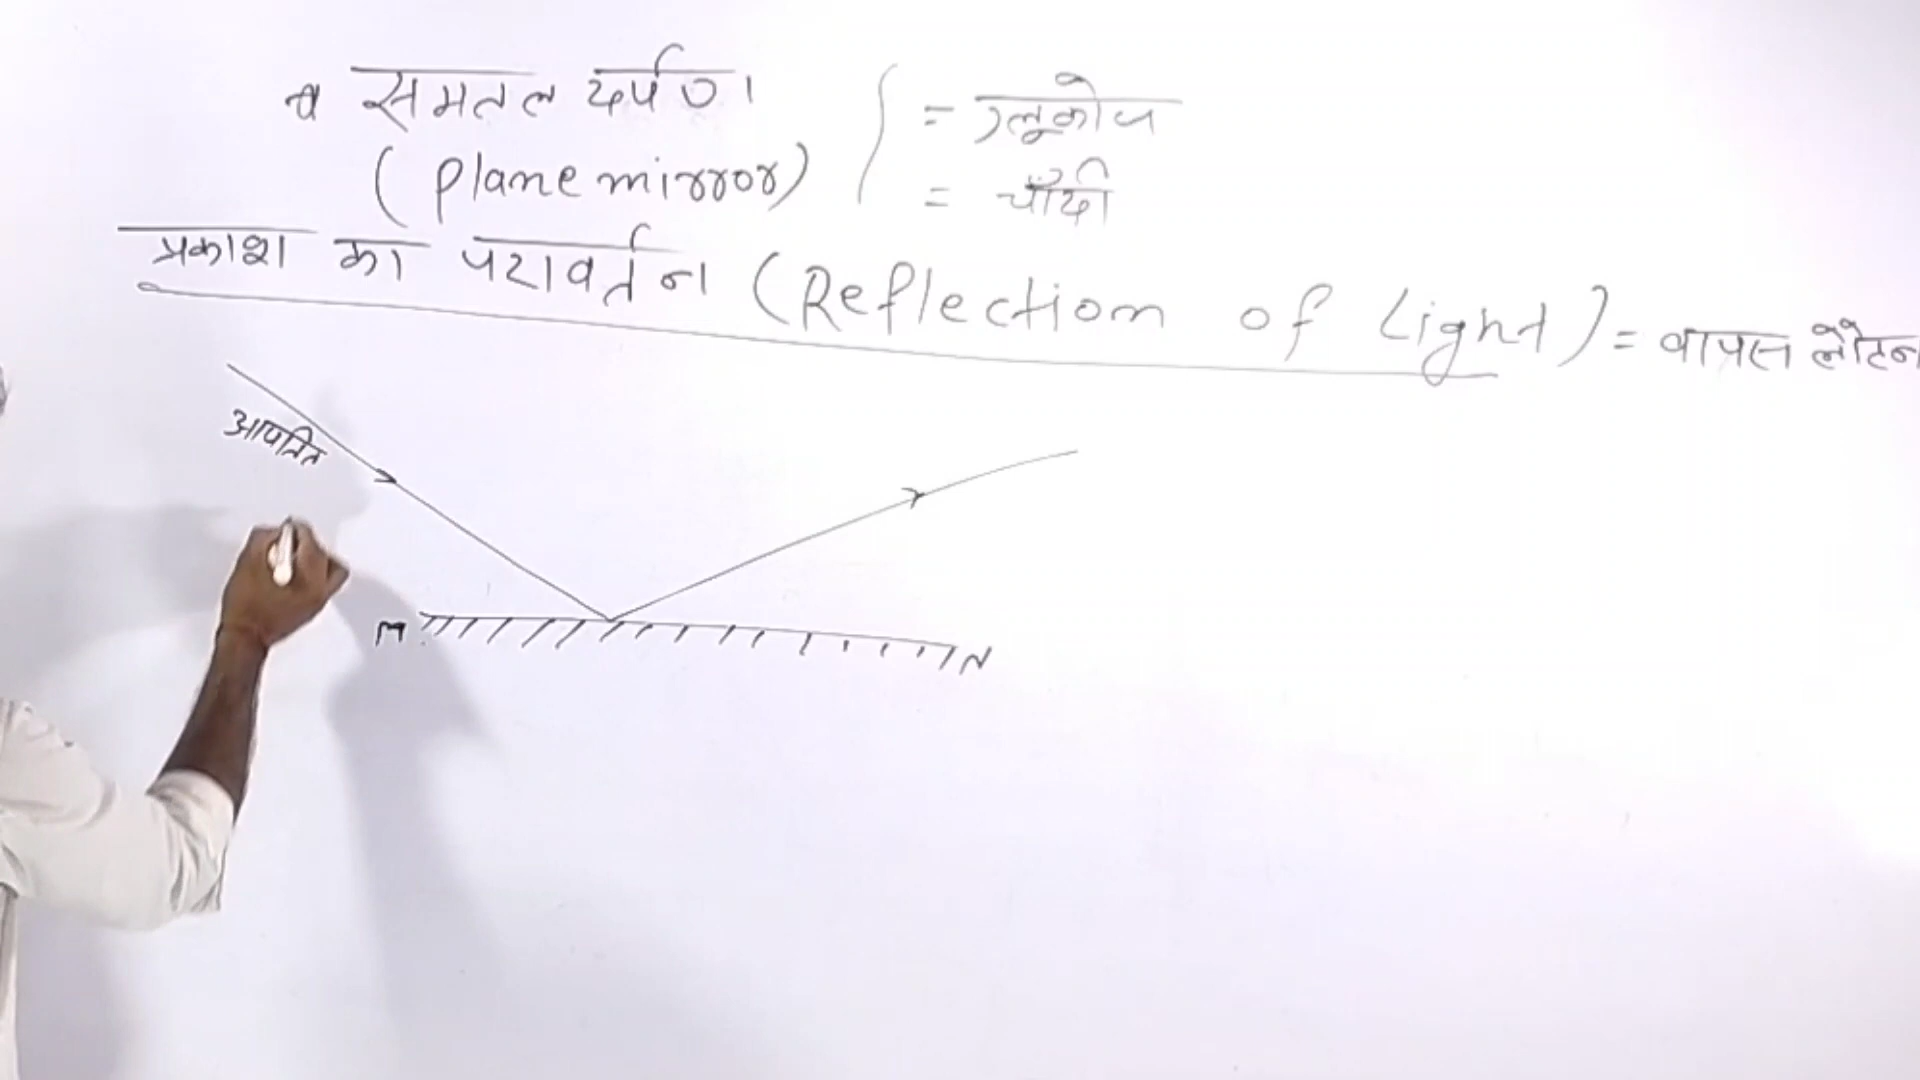 व समतल दर्पण। = ग्लूकोज
(Plane mirror) = चाँदी
प्रकाश का परावर्तन। (Reflection of Light) = वापस लौटन
आपतित
M
N